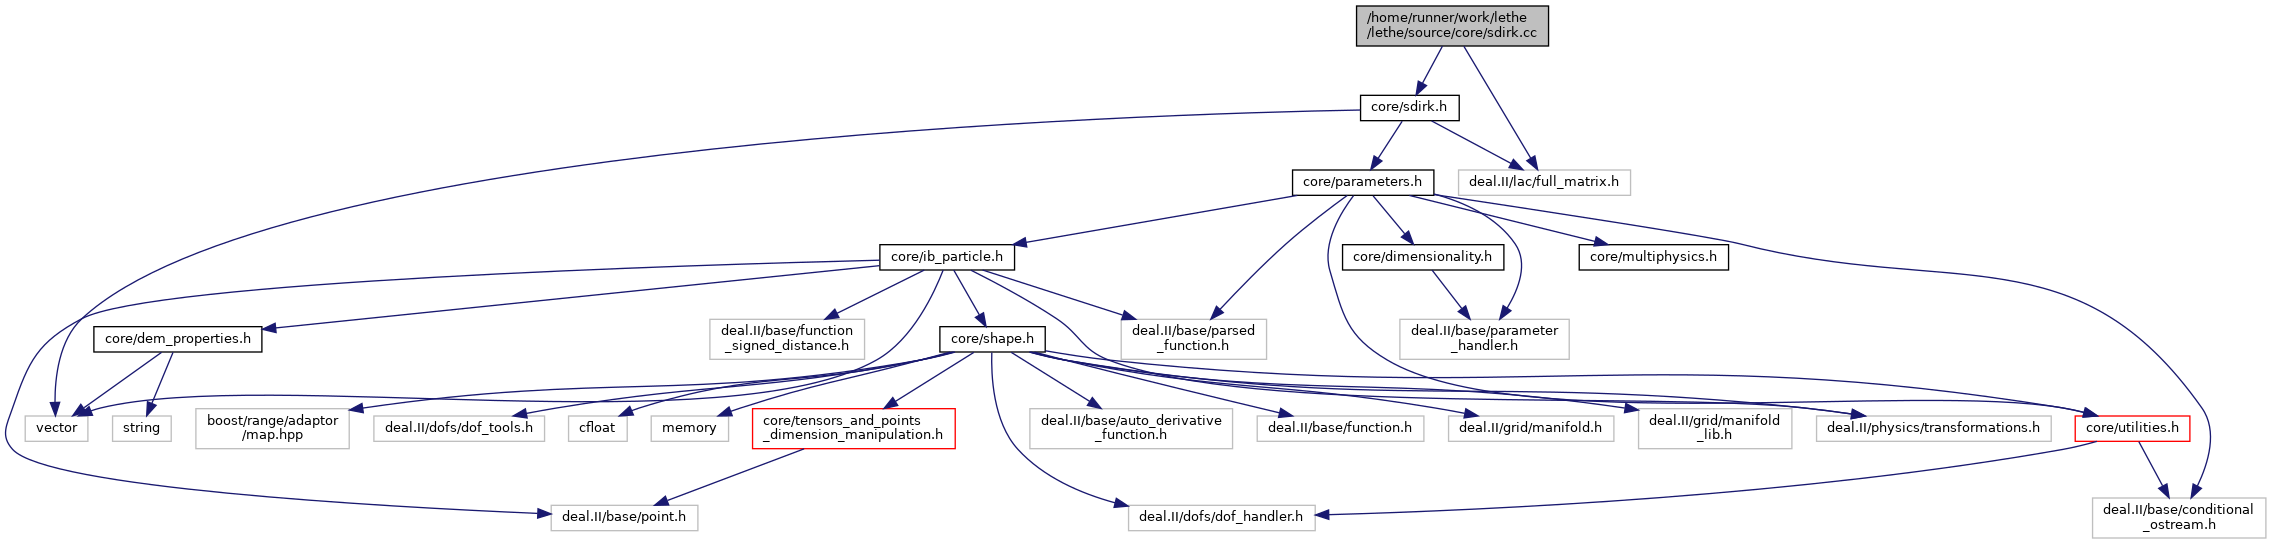 /home/runner/work/lethe
/lethe/source/core/sdirk.cc
core/sdirk.h
core/parameters.h
deal.II/lac/full_matrix.h
core/ib_particle.h
core/dimensionality.h
core/multiphysics.h
core/dem_properties.h
deal.II/base/function
_signed_distance.h
core/shape.h
deal.II/base/parsed
_function.h
deal.II/base/parameter
_handler.h
vector
string
boost/range/adaptor
/map.hpp
deal.II/dofs/dof_tools.h
cfloat
memory
core/tensors_and_points
_dimension_manipulation.h
deal.II/base/auto_derivative
_function.h
deal.II/base/function.h
deal.II/grid/manifold.h
deal.II/grid/manifold
_lib.h
deal.II/physics/transformations.h
core/utilities.h
deal.II/base/point.h
deal.II/dofs/dof_handler.h
deal.II/base/conditional
_ostream.h